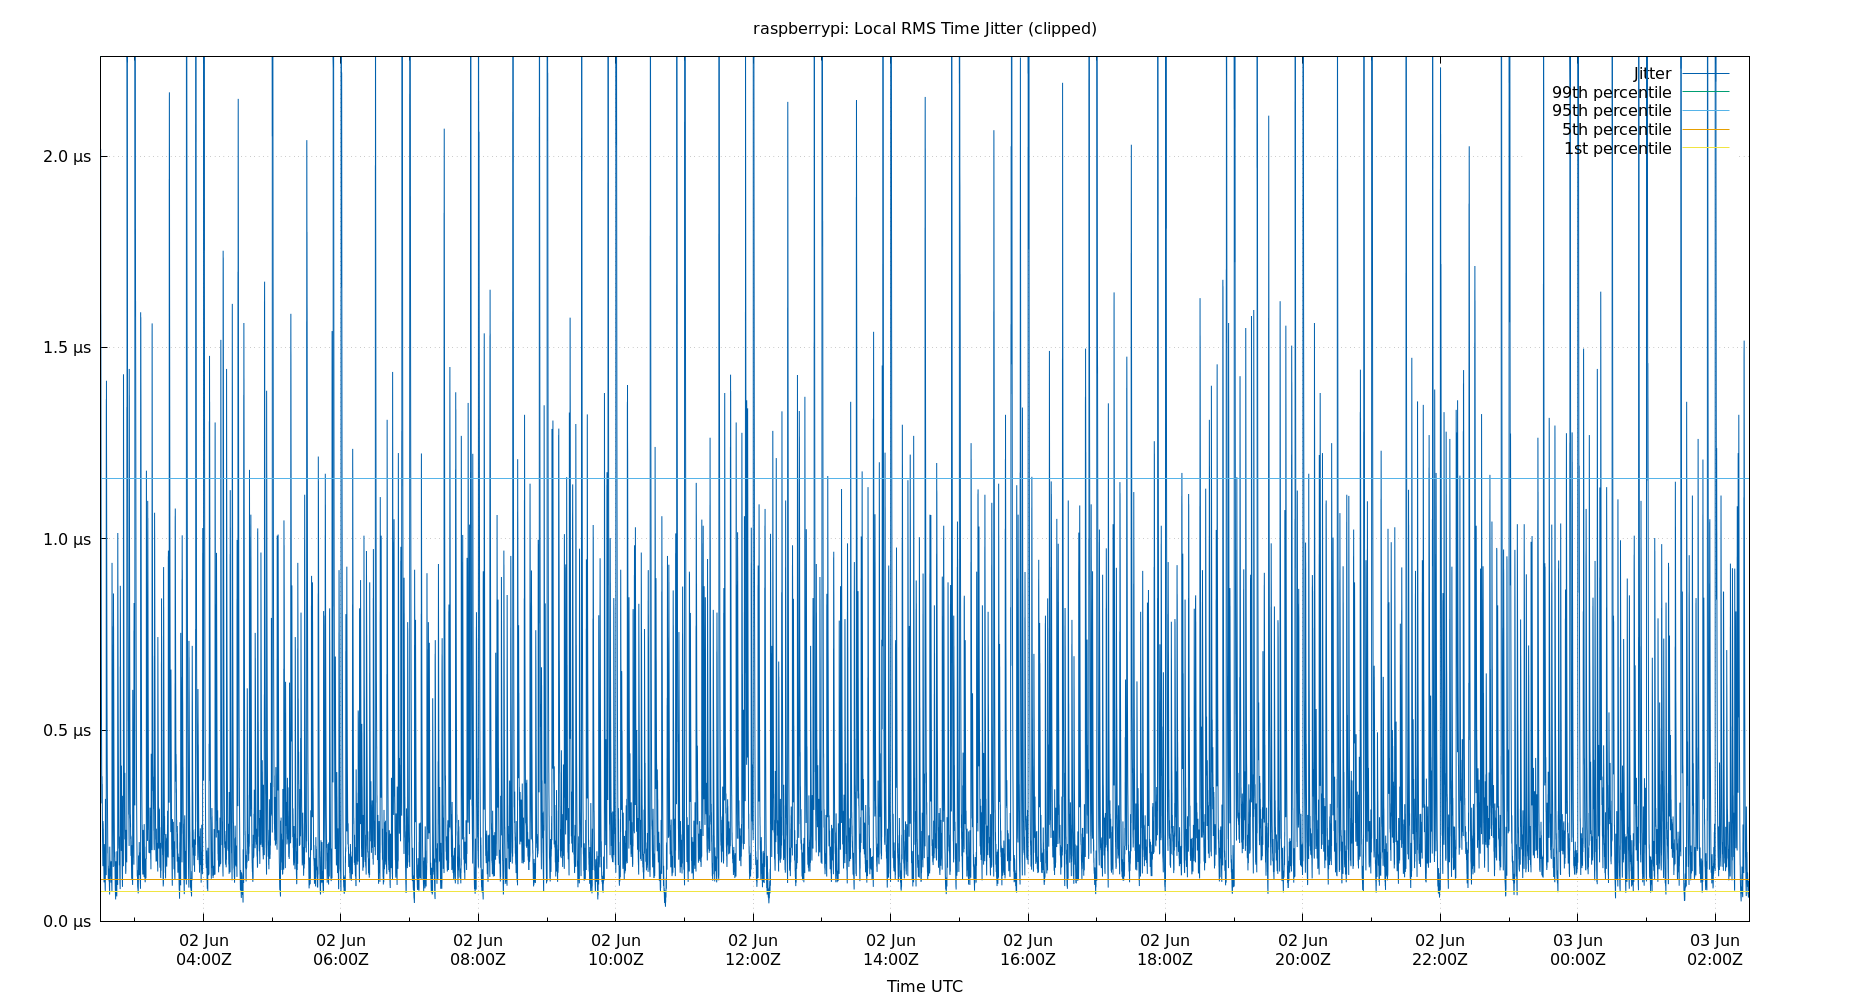 raspberrypi: Local RMS Time Jitter (clipped)
Jitter
99th percentile
95th percentile
5th percentile
1st percentile
2.0 μs
1.5 μs
1.0 μs
0.5 μs
0.0 μs
02 Jun 02 Jun 02 Jun 02 Jun 02 Jun 02 Jun 02 Jun 02 Jun 02 Jun 02 Jun 03 Jun 03 Jun
04:00Z 06:00Z 08:00Z 10:00Z 12:00Z 14:00Z 16:00Z 18:00Z 20:00Z 22:00Z 00:00Z 02:00Z
Time UTC